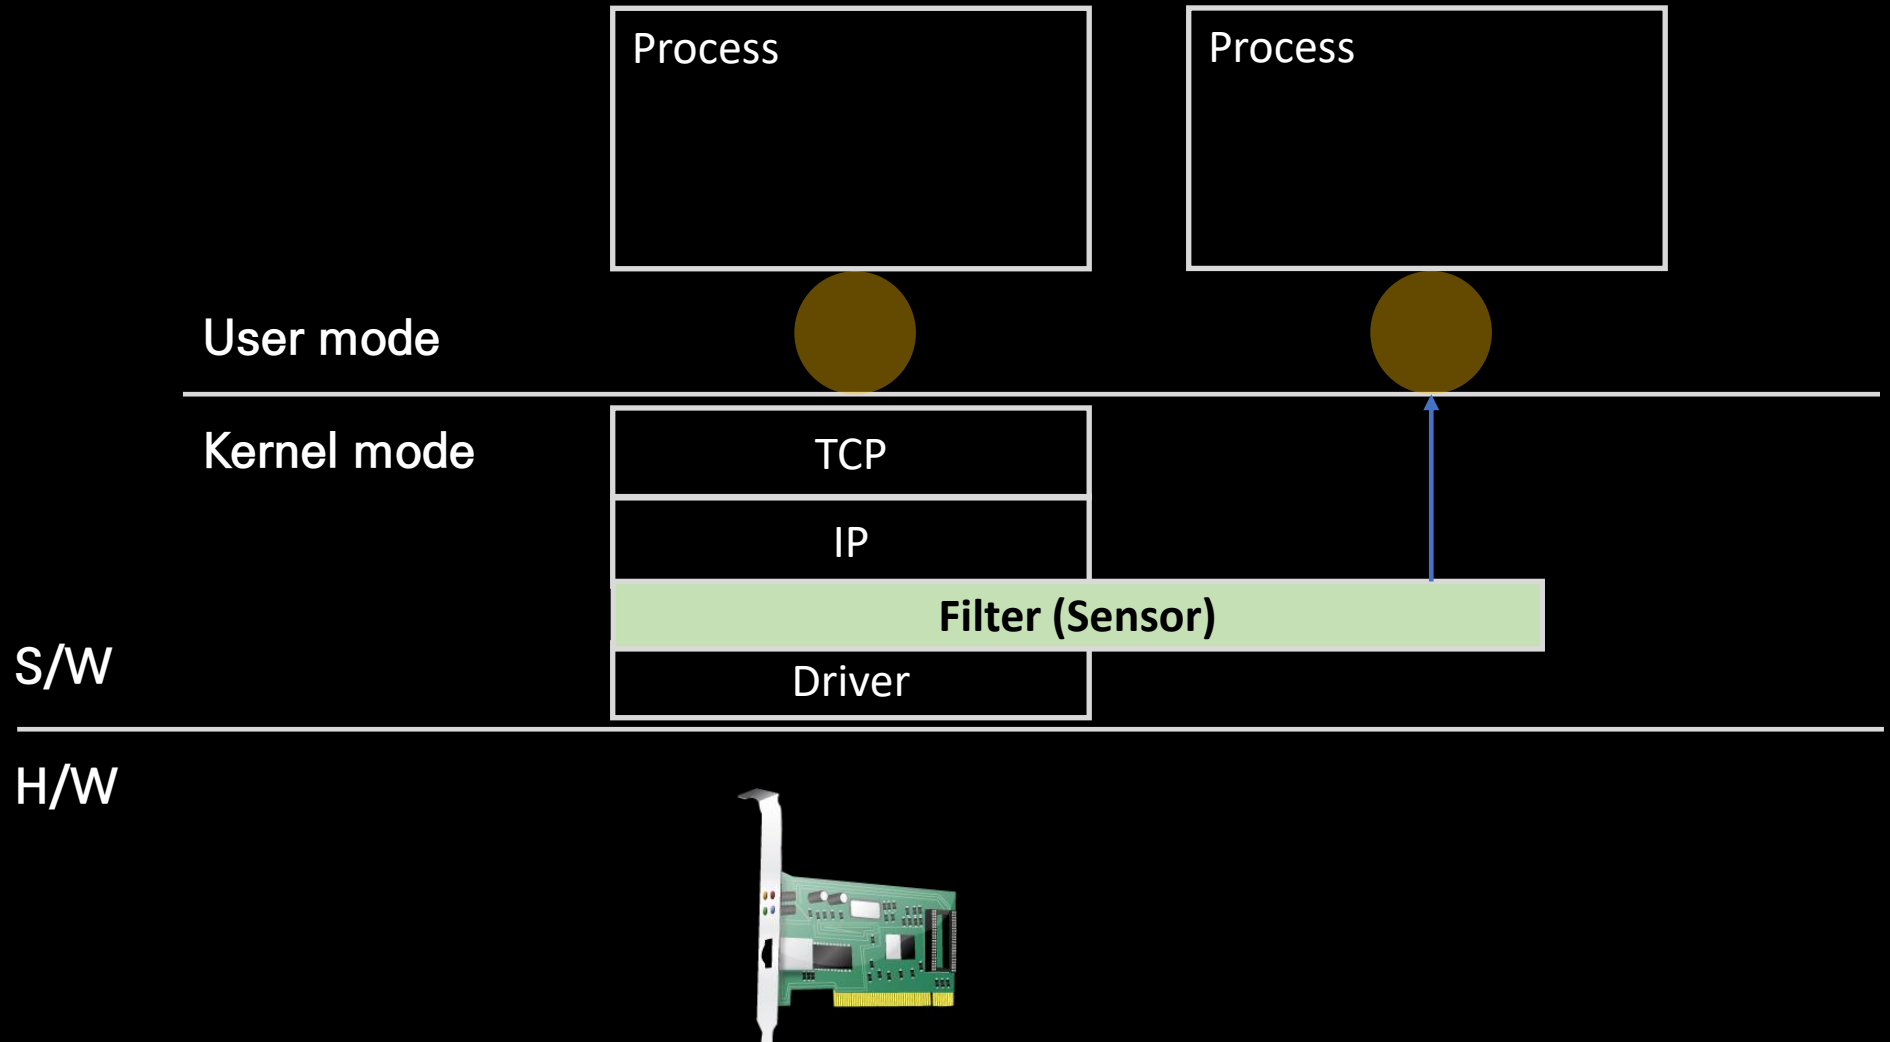 Process
Process
User mode
Kernel mode
TCP
IP
Filter (Sensor)
S/W
Driver
H/W